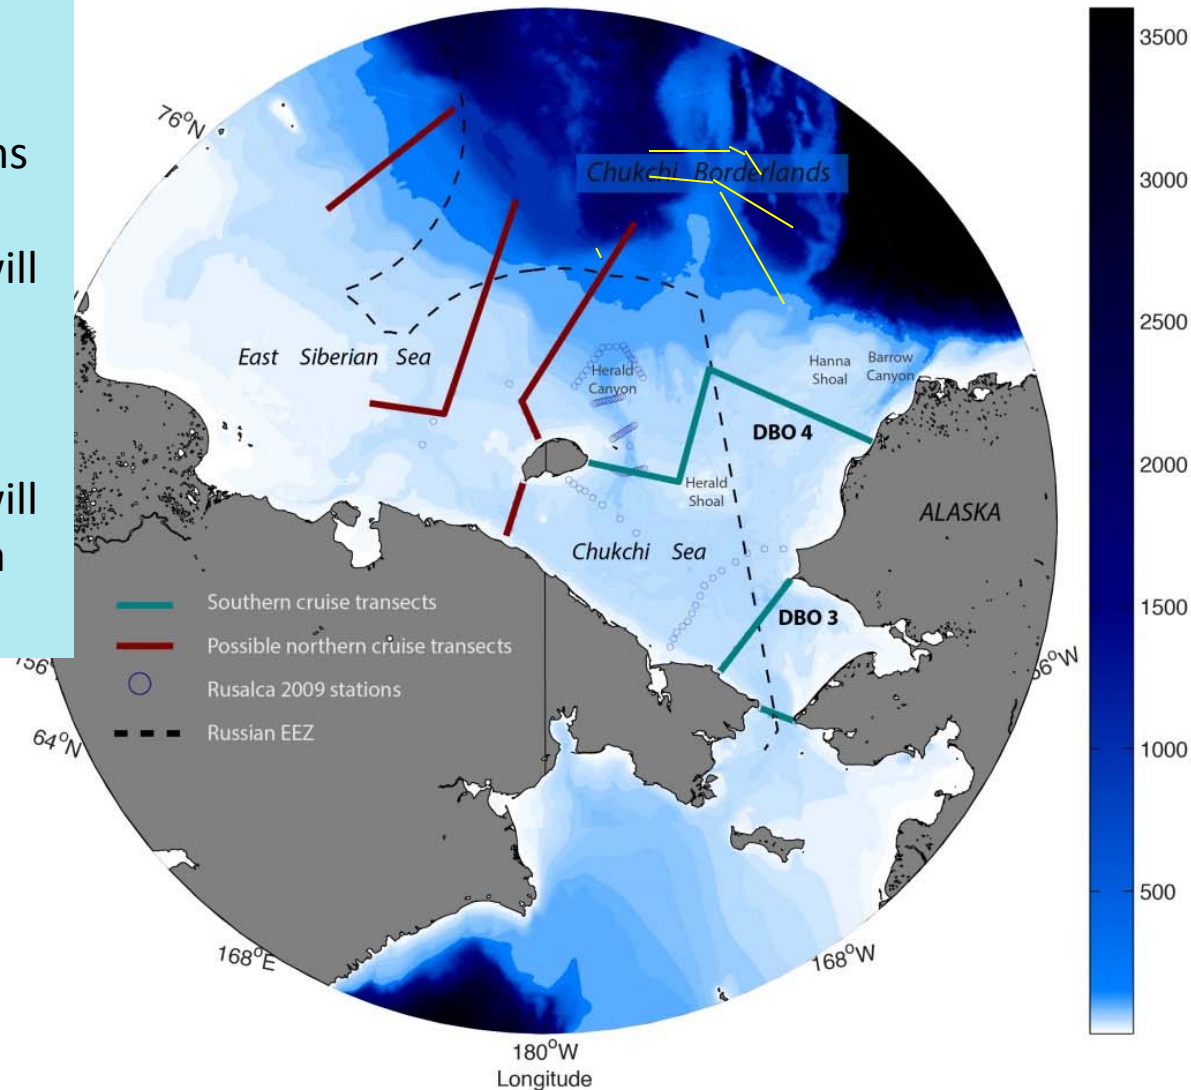 ns
vill
vill
n
76°N
Chukchi Borderlands
East Siberian Sea
Herald
Canyon
Hanna
Shoal
Barrow
Canyon
DBO 4
Herald
Shoal
ALASKA
Chukchi Sea
DBO 3
Southern cruise transects
Possible northern cruise transects
Rusalca 2009 stations
Russian EEZ
156°W
56°W
64°N
168°E
168°W
180°W
Longitude
3500
3000
2500
2000
1500
1000
500